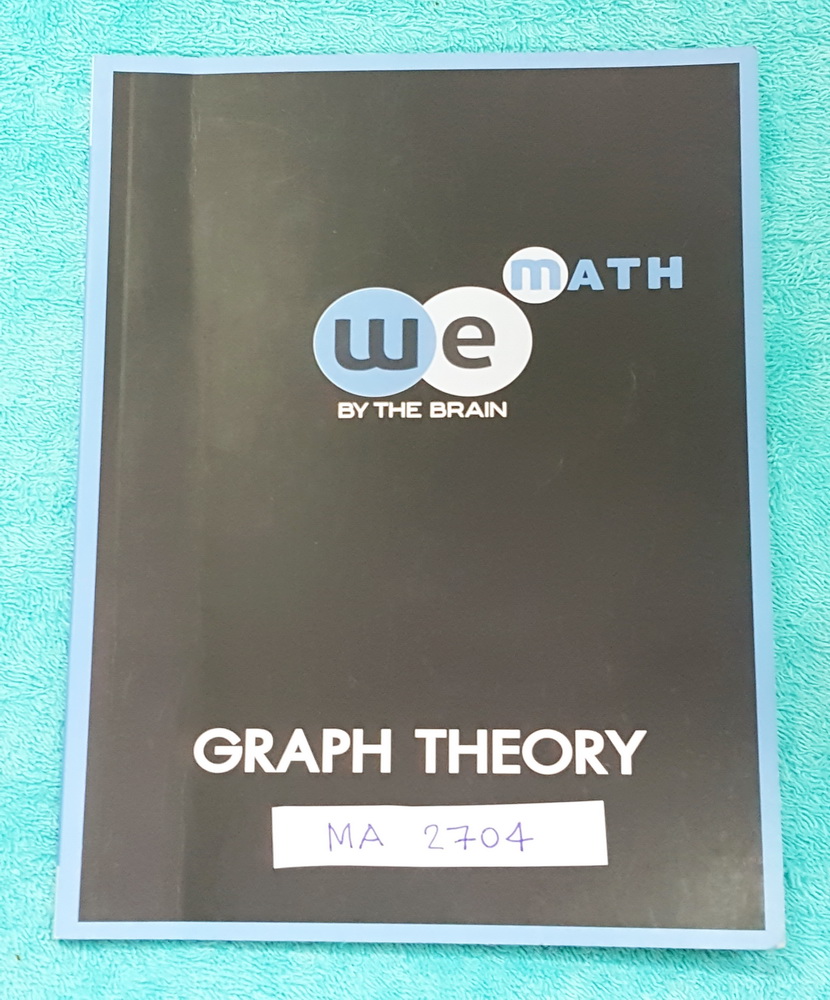 mATH
we
BY THE BRAIN
GRAPH THEORY
MA 2704